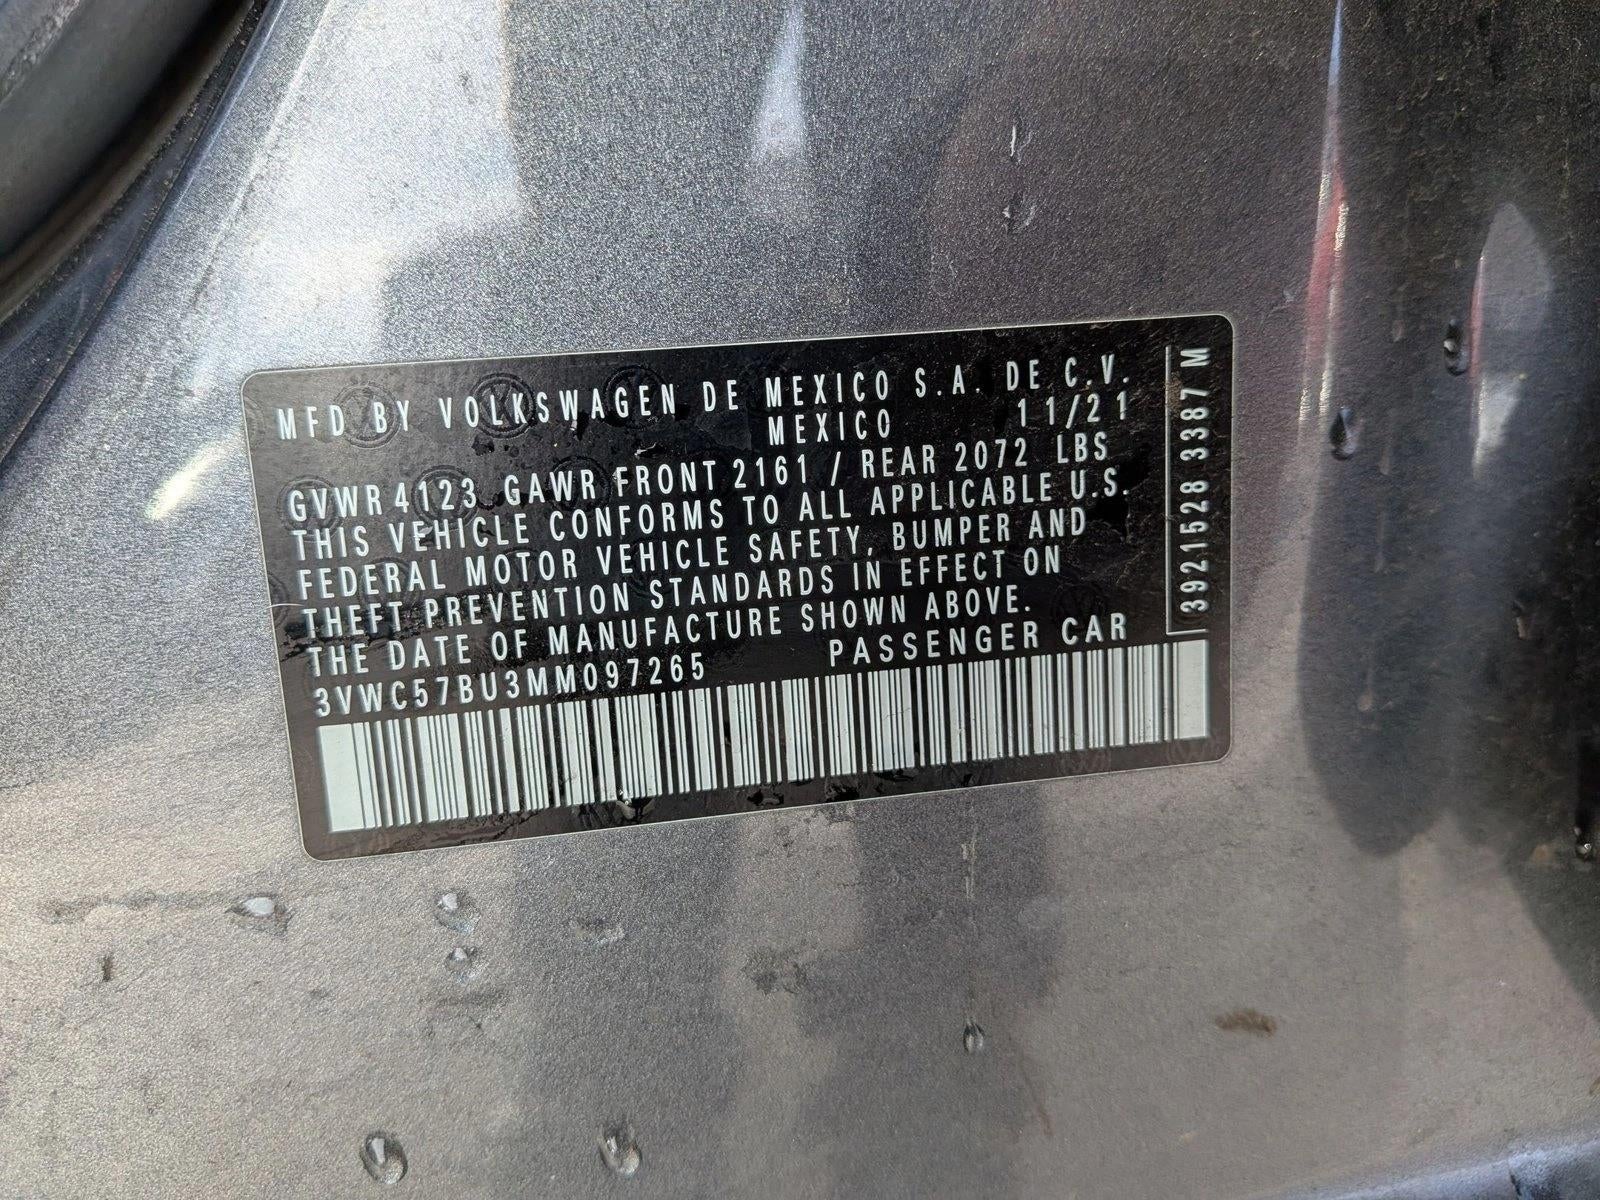 MFD BY VOLKSWAGEN DE MEXICO S.A. DE C.V.
MEXICO 11/21
GVWR 4123 GAWR FRONT 2161 / REAR 2072 LBS
THIS VEHICLE CONFORMS TO ALL APPLICABLE U.S.
FEDERAL MOTOR VEHICLE SAFETY, BUMPER AND
THEFT PREVENTION STANDARDS IN EFFECT ON
THE DATE OF MANUFACTURE SHOWN ABOVE.
3VWC57BU3MM097265 PASSENGER CAR
3921528 3387 M